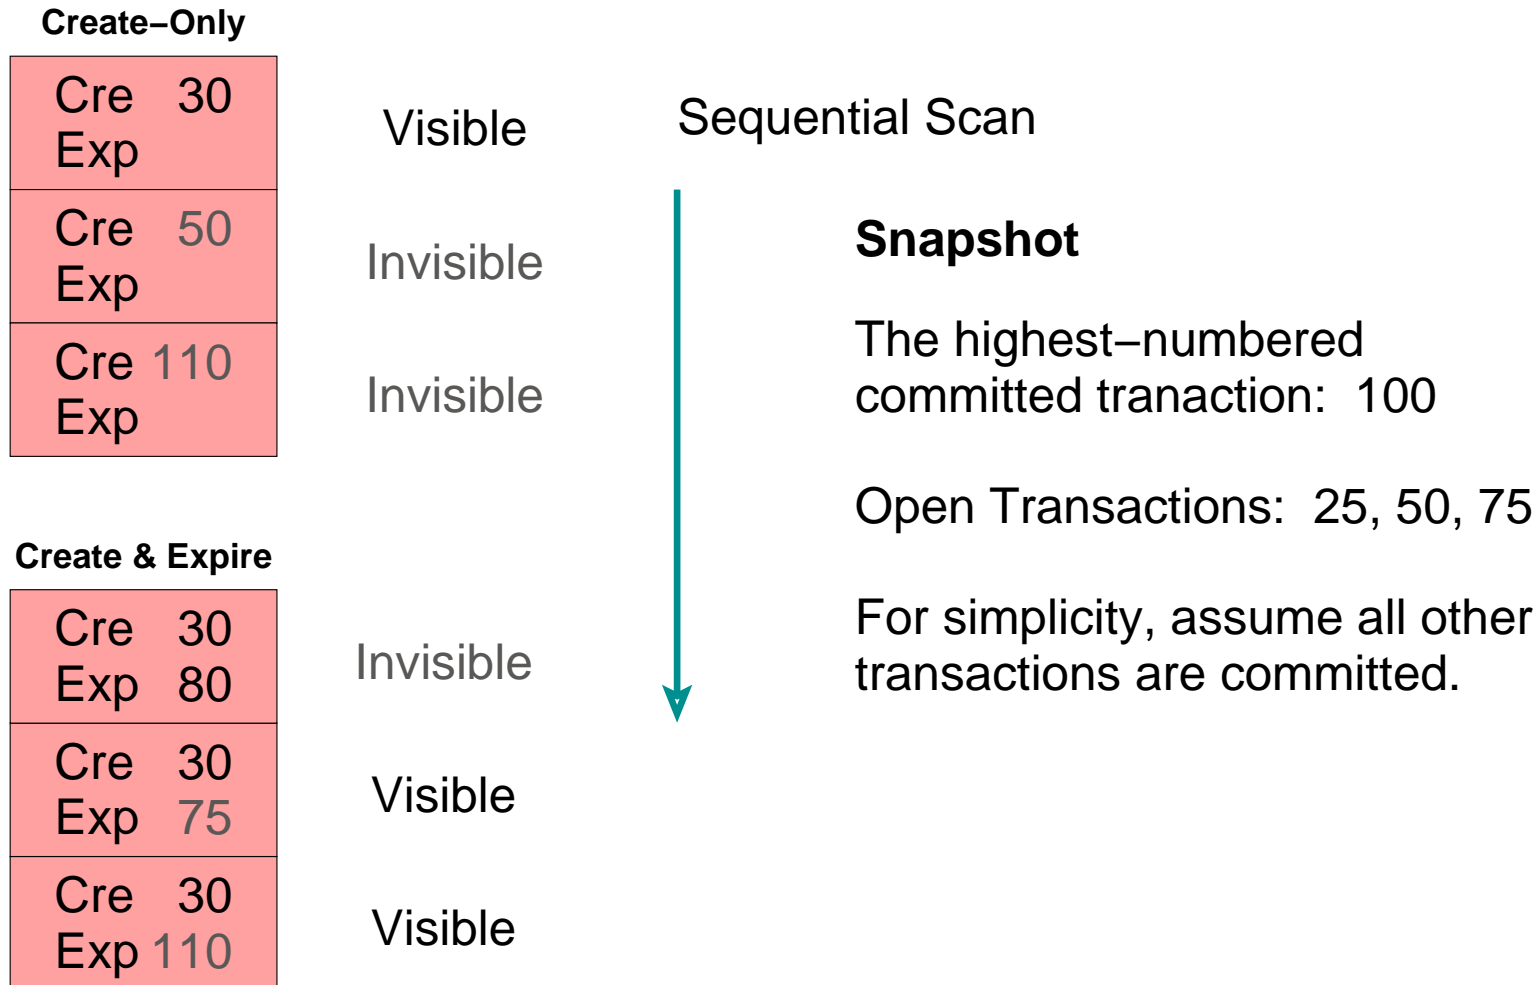 Create–Only
Cre 30
Exp
Visible
Cre 50
Exp
Invisible
Cre 110
Exp
Invisible
Create & Expire
Cre 30
Exp 80
Invisible
Cre 30
Exp 75
Visible
Cre 30
Exp 110
Visible
Sequential Scan
Snapshot
The highest–numbered
committed tranaction: 100
Open Transactions: 25, 50, 75
For simplicity, assume all other
transactions are committed.